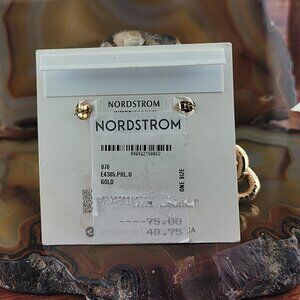 NORDSTROM
NORDSTROM
878
E4385.PRL.G
GOLD
ONE SIZE
75.00
48.75